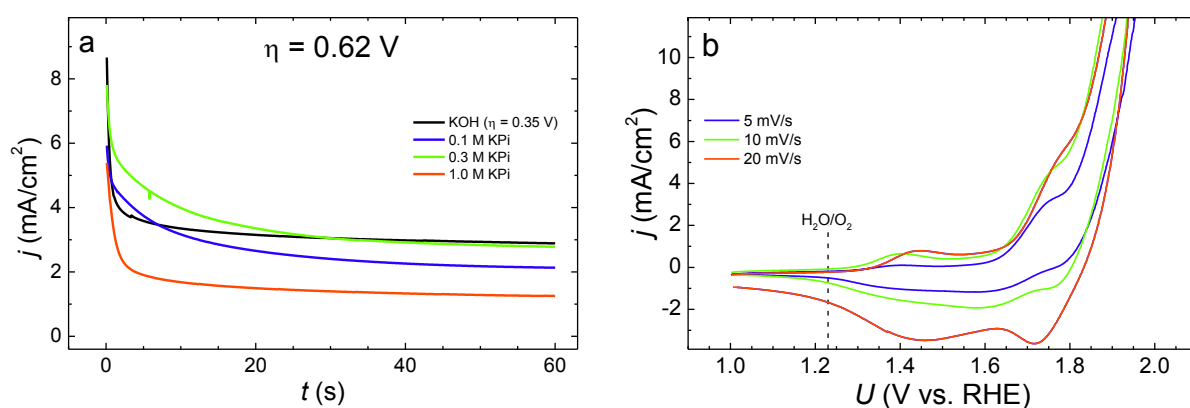 a
η = 0.62 V
8
6
4
2
0
j (mA/cm²)
KOH (η = 0.35 V)
0.1 M KPi
0.3 M KPi
1.0 M KPi
0 20 40 60
t (s)
b
10
8
6
4
2
0
-2
j (mA/cm²)
5 mV/s
10 mV/s
20 mV/s
H₂O/O₂
1.0 1.2 1.4 1.6 1.8 2.0
U (V vs. RHE)